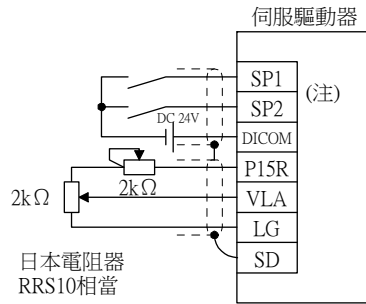 伺服驅動器
SP1
(注)
SP2
DC 24V
DICOM
P15R
2kΩ
2kΩ
VLA
LG
日本電阻器
SD
RRS10相當